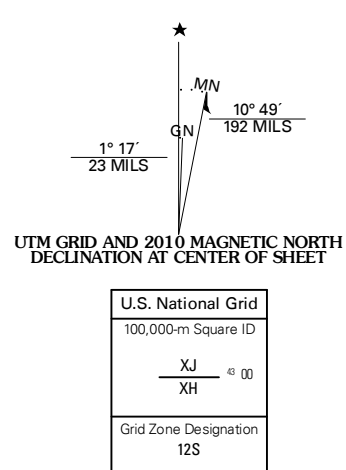 ★
MN
10° 49´
192 MILS
GN
1° 17´
23 MILS
UTM GRID AND 2010 MAGNETIC NORTH
DECLINATION AT CENTER OF SHEET
U.S. National Grid
100,000-m Square ID
XJ
43 00
XH
Grid Zone Designation
12S